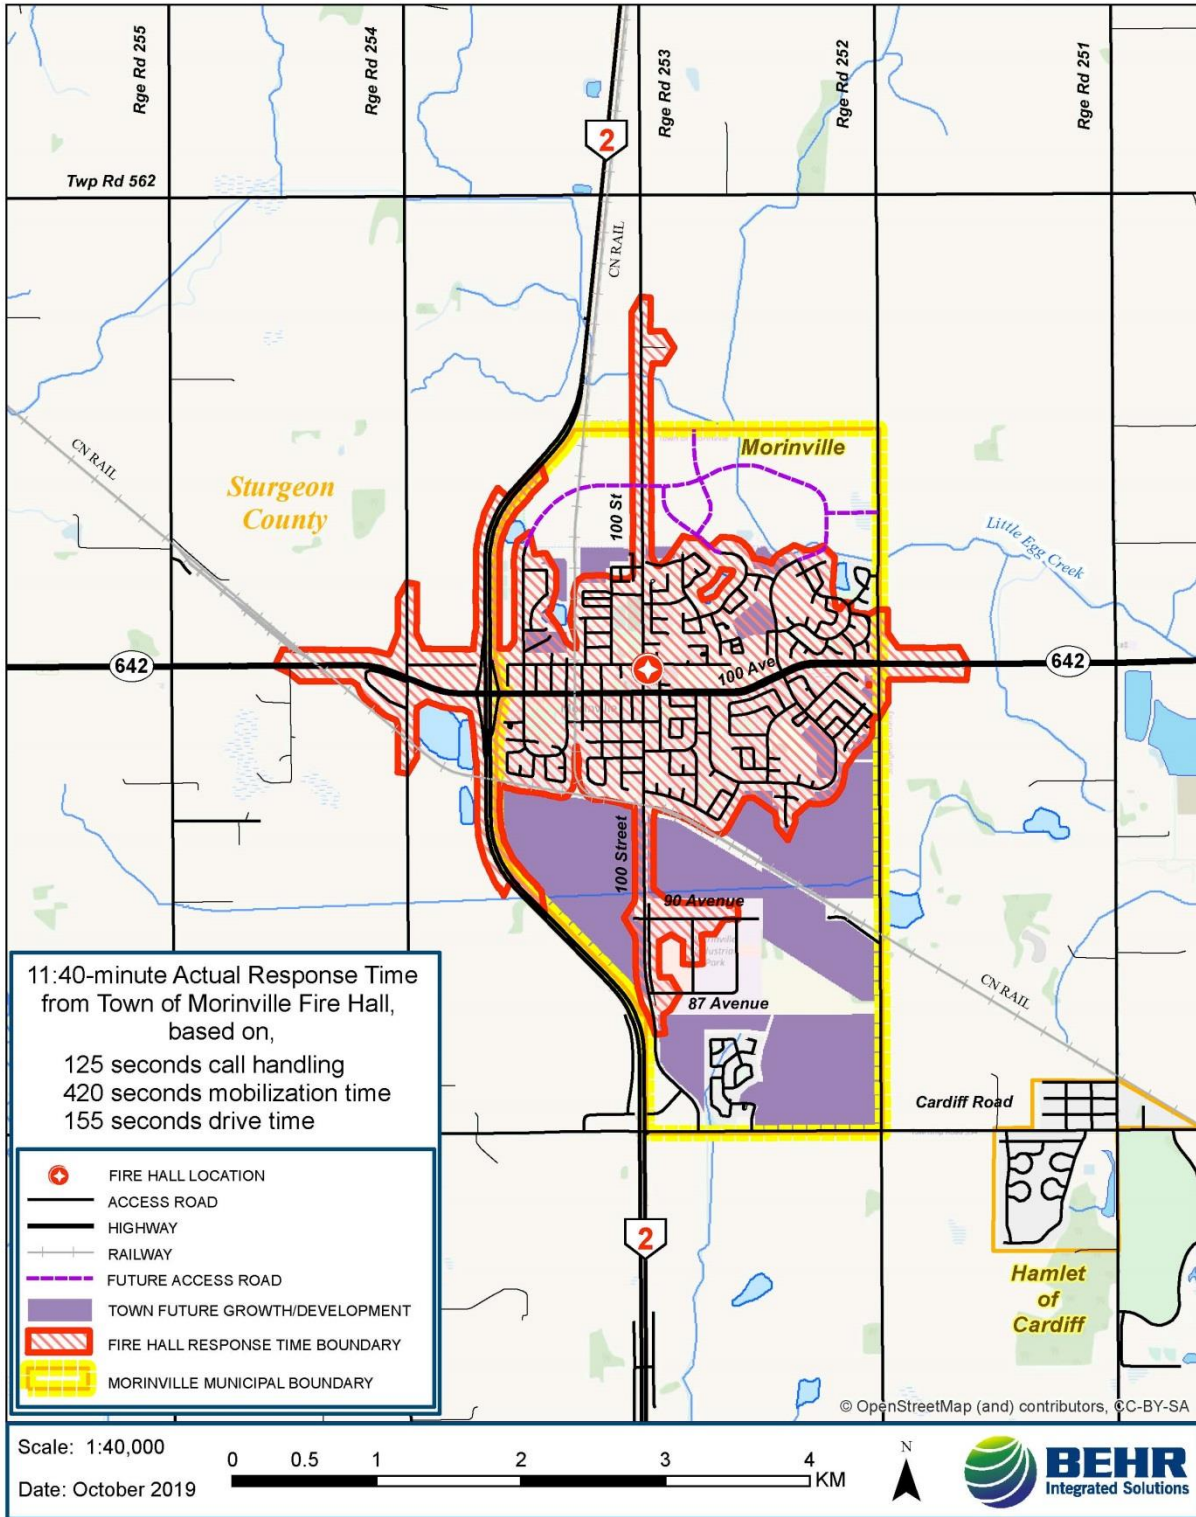 Rge Rd 255
Rge Rd 254
Rge Rd 253
Rge Rd 252
Rge Rd 251
2
Twp Rd 562
CN RAIL
CN RAIL
Morinville
Sturgeon
County
100 St
Little Egg Creek
642
100 Ave
642
100 Street
90 Avenue
87 Avenue
CN RAIL
Cardiff Road
2
Hamlet
of
Cardiff
11:40-minute Actual Response Time
from Town of Morinville Fire Hall,
based on,
125 seconds call handling
420 seconds mobilization time
155 seconds drive time
FIRE HALL LOCATION
ACCESS ROAD
HIGHWAY
RAILWAY
FUTURE ACCESS ROAD
TOWN FUTURE GROWTH/DEVELOPMENT
FIRE HALL RESPONSE TIME BOUNDARY
MORINVILLE MUNICIPAL BOUNDARY
© OpenStreetMap (and) contributors, CC-BY-SA
Scale: 1:40,000
Date: October 2019
0 0.5 1 2 3 4
KM
N
BEHR
Integrated Solutions